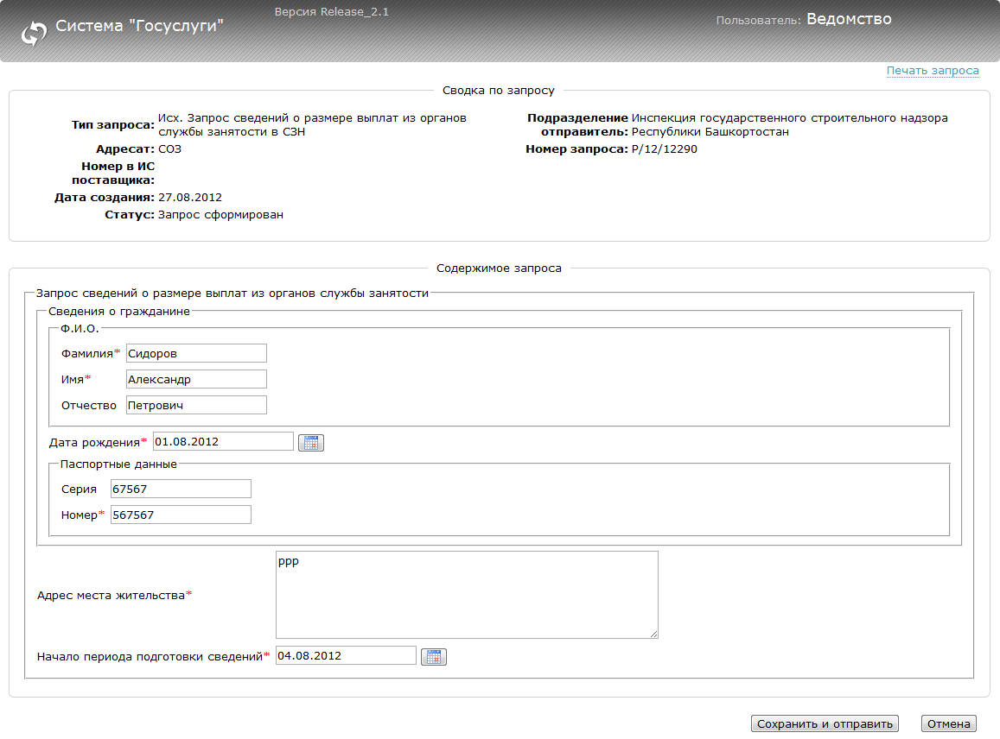 Система "Госуслуги"
Версия Release_2.1
Пользователь: Ведомство
Печать запроса
Сводка по запросу
Тип запроса: Исх. Запрос сведений о размере выплат из органов
службы занятости в СЗН
Подразделение отправитель: Инспекция государственного строительного надзора
Республики Башкортостан
Адресат: СОЗ
Номер запроса: Р/12/12290
Номер в ИС
поставщика:
Дата создания: 27.08.2012
Статус: Запрос сформирован
Содержимое запроса
Запрос сведений о размере выплат из органов службы занятости
Сведения о гражданине
Ф.И.О.
Фамилия* Сидоров
Имя* Александр
Отчество Петрович
Дата рождения* 01.08.2012
Паспортные данные
Серия 67567
Номер* 567567
Адрес места жительства* ррр
Начало периода подготовки сведений* 04.08.2012
Сохранить и отправить Отмена